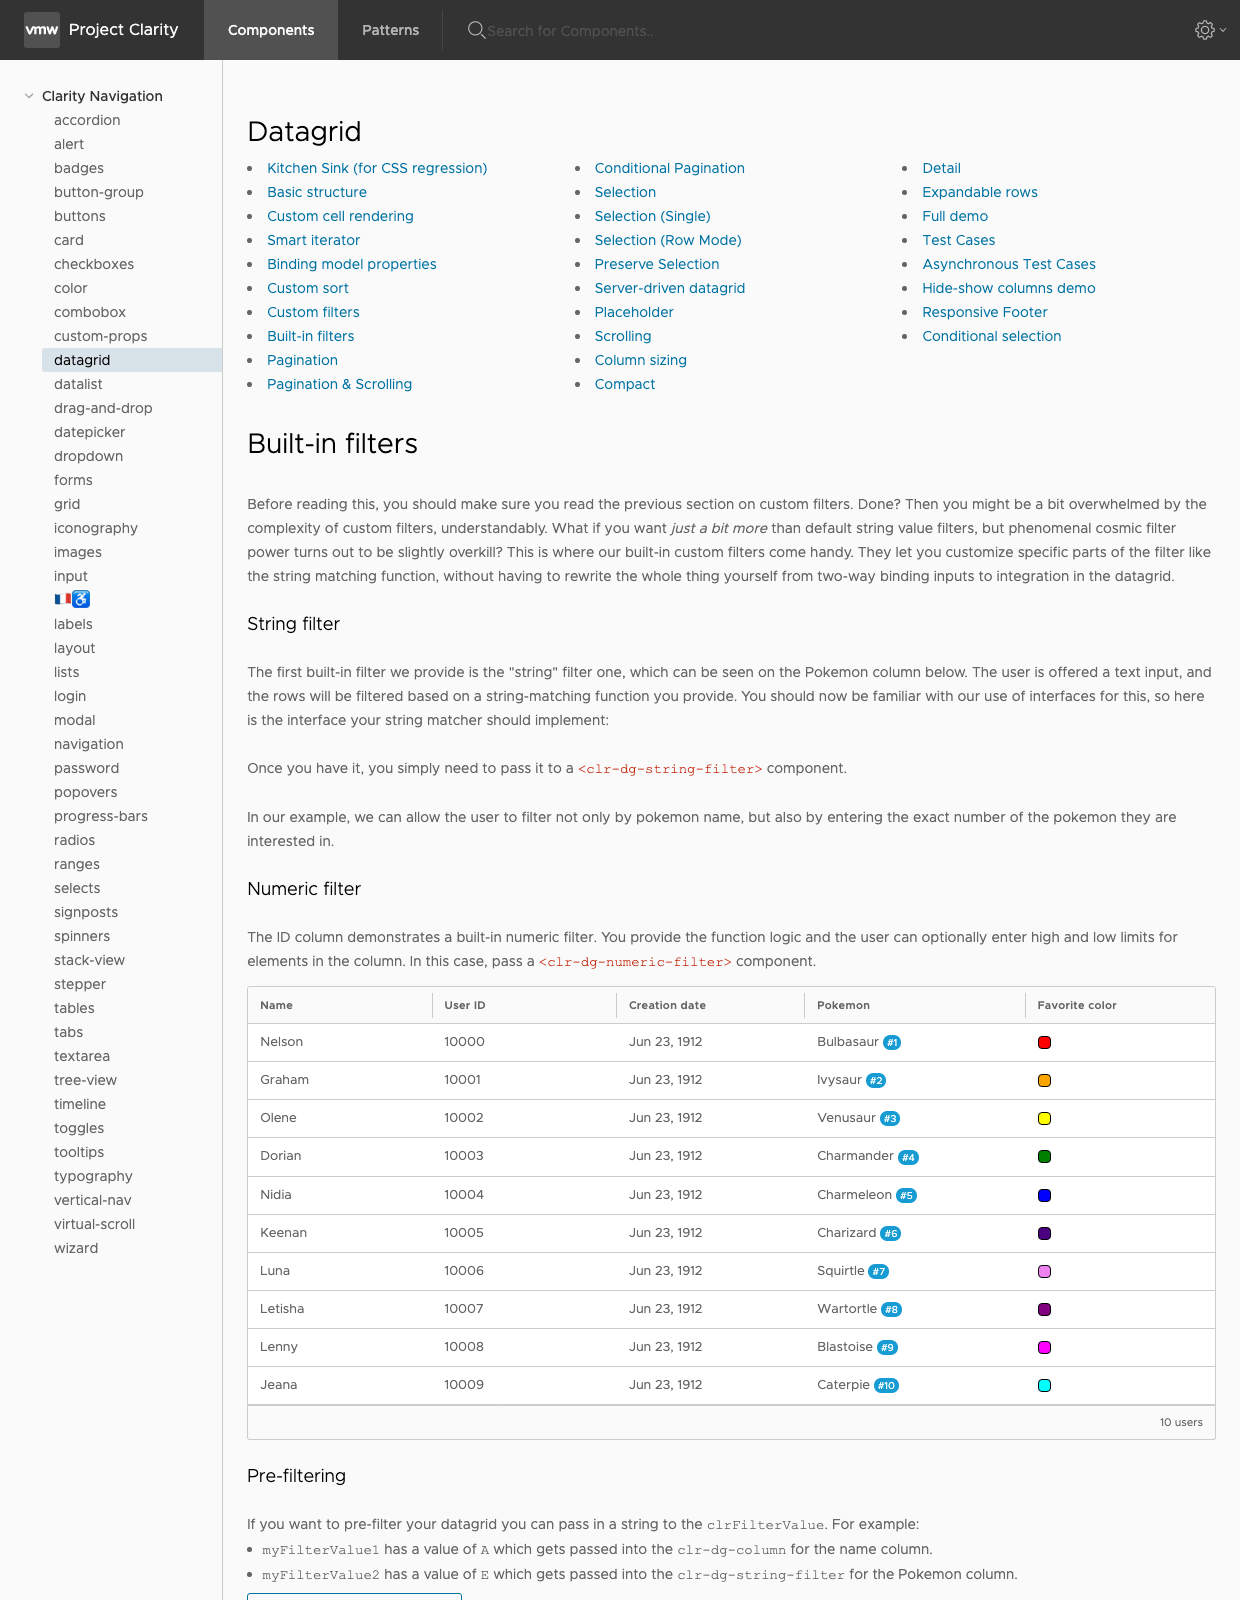 vmw Project Clarity Components Patterns Search for Components..
Clarity Navigation
accordion
alert
badges
button-group
buttons
card
checkboxes
color
combobox
custom-props
datagrid
datalist
drag-and-drop
datepicker
dropdown
forms
grid
iconography
images
input
🇫🇷♿
labels
layout
lists
login
modal
navigation
password
popovers
progress-bars
radios
ranges
selects
signposts
spinners
stack-view
stepper
tables
tabs
textarea
tree-view
timeline
toggles
tooltips
typography
vertical-nav
virtual-scroll
wizard
Datagrid
Kitchen Sink (for CSS regression)
Basic structure
Custom cell rendering
Smart iterator
Binding model properties
Custom sort
Custom filters
Built-in filters
Pagination
Pagination & Scrolling
Conditional Pagination
Selection
Selection (Single)
Selection (Row Mode)
Preserve Selection
Server-driven datagrid
Placeholder
Scrolling
Column sizing
Compact
Detail
Expandable rows
Full demo
Test Cases
Asynchronous Test Cases
Hide-show columns demo
Responsive Footer
Conditional selection
Built-in filters
Before reading this, you should make sure you read the previous section on custom filters. Done? Then you might be a bit overwhelmed by the
complexity of custom filters, understandably. What if you want just a bit more than default string value filters, but phenomenal cosmic filter
power turns out to be slightly overkill? This is where our built-in custom filters come handy. They let you customize specific parts of the filter like
the string matching function, without having to rewrite the whole thing yourself from two-way binding inputs to integration in the datagrid.
String filter
The first built-in filter we provide is the "string" filter one, which can be seen on the Pokemon column below. The user is offered a text input, and
the rows will be filtered based on a string-matching function you provide. You should now be familiar with our use of interfaces for this, so here
is the interface your string matcher should implement:
Once you have it, you simply need to pass it to a <clr-dg-string-filter> component.
In our example, we can allow the user to filter not only by pokemon name, but also by entering the exact number of the pokemon they are
interested in.
Numeric filter
The ID column demonstrates a built-in numeric filter. You provide the function logic and the user can optionally enter high and low limits for
elements in the column. In this case, pass a <clr-dg-numeric-filter> component.
Name User ID Creation date Pokemon Favorite color
Nelson 10000 Jun 23, 1912 Bulbasaur #1
Graham 10001 Jun 23, 1912 Ivysaur #2
Olene 10002 Jun 23, 1912 Venusaur #3
Dorian 10003 Jun 23, 1912 Charmander #4
Nidia 10004 Jun 23, 1912 Charmeleon #5
Keenan 10005 Jun 23, 1912 Charizard #6
Luna 10006 Jun 23, 1912 Squirtle #7
Letisha 10007 Jun 23, 1912 Wartortle #8
Lenny 10008 Jun 23, 1912 Blastoise #9
Jeana 10009 Jun 23, 1912 Caterpie #10
10 users
Pre-filtering
If you want to pre-filter your datagrid you can pass in a string to the clrFilterValue. For example:
myFilterValue1 has a value of A which gets passed into the clr-dg-column for the name column.
myFilterValue2 has a value of E which gets passed into the clr-dg-string-filter for the Pokemon column.